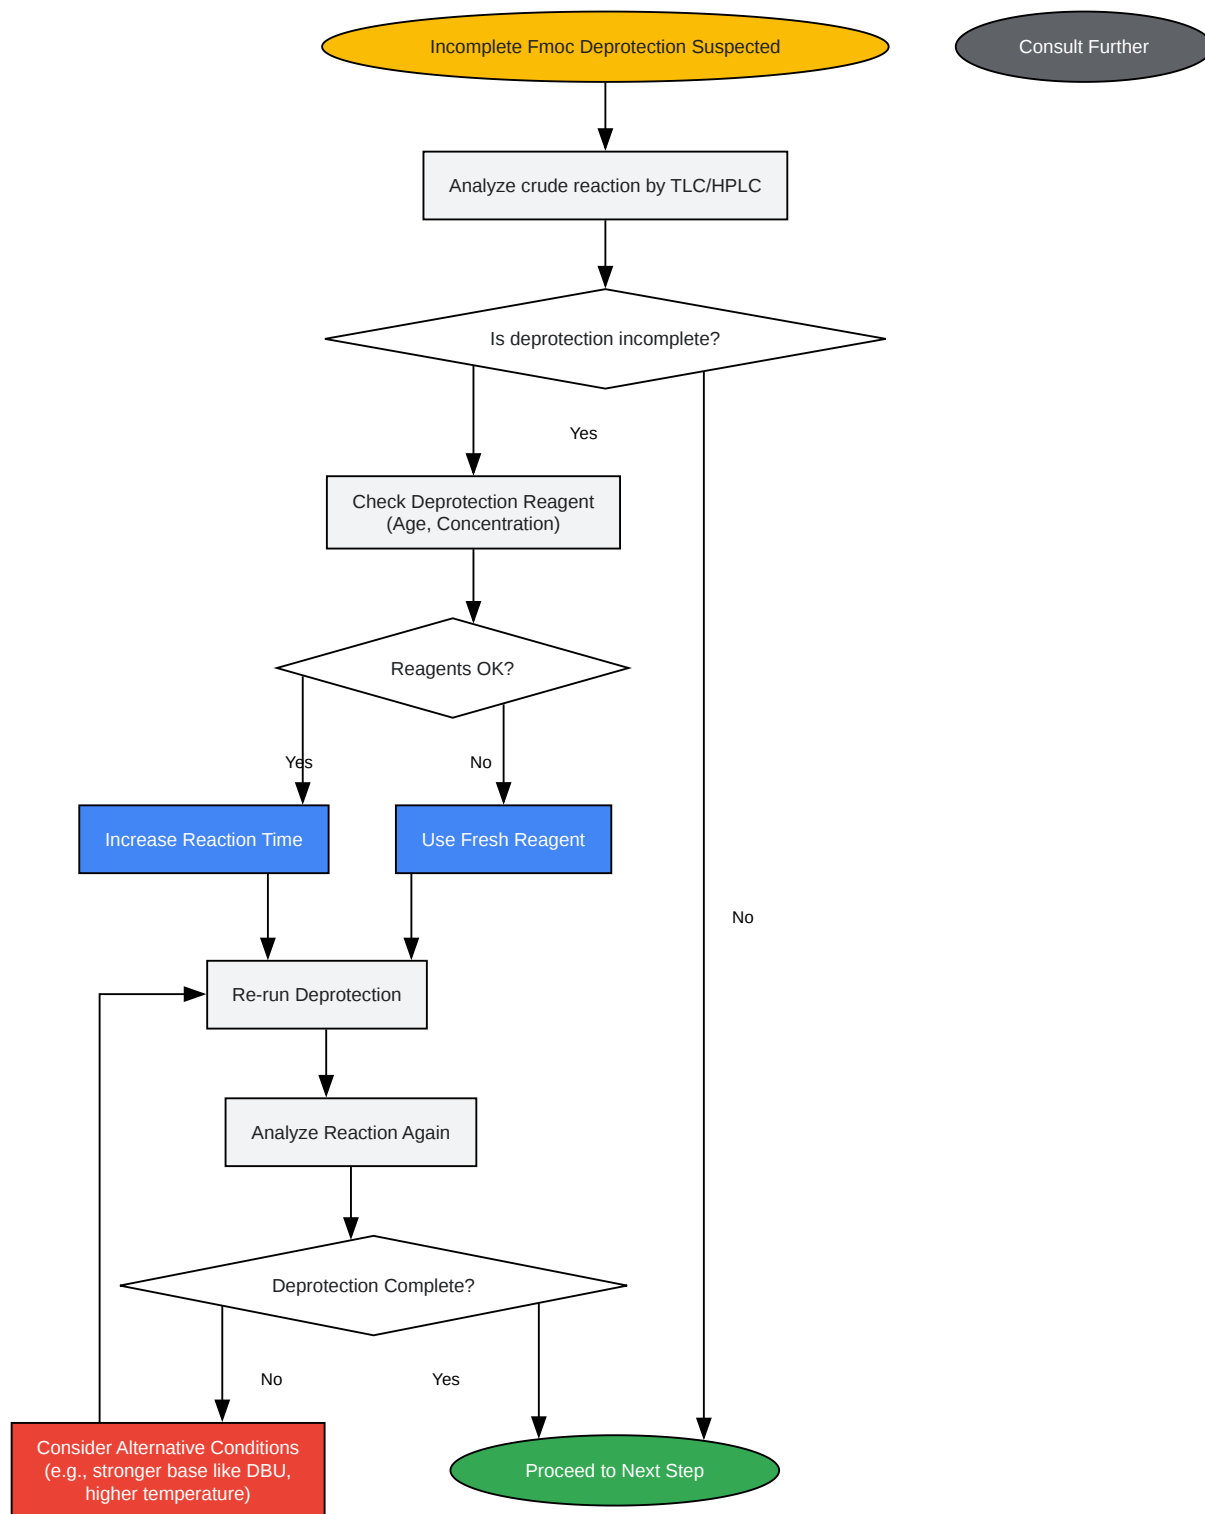 Incomplete Fmoc Deprotection Suspected
Consult Further
Analyze crude reaction by TLC/HPLC
Is deprotection incomplete?
Yes
Check Deprotection Reagent
(Age, Concentration)
Reagents OK?
Yes
No
Increase Reaction Time
Use Fresh Reagent
No
Re-run Deprotection
Analyze Reaction Again
Deprotection Complete?
No
Yes
Consider Alternative Conditions
(e.g., stronger base like DBU,
higher temperature)
Proceed to Next Step